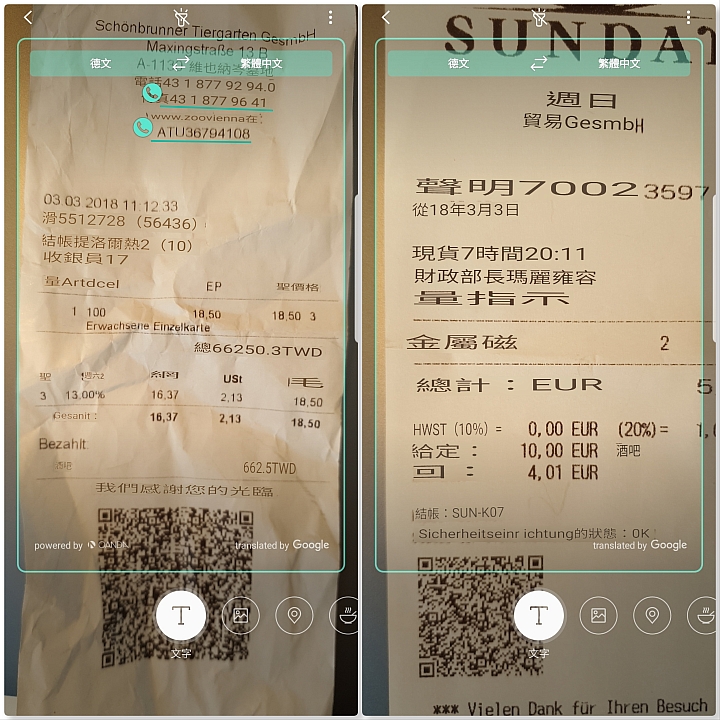 德文
繁體中文
Schönbrunner Tiergarten GesmbH
Maxingstraße 13 B
維也納岑墓地
電話43 1 877 92 94.0
真43 1 877 96 41
www.zoovienna在
ATU36794108
03 03 2018 11:12:33
滑5512728 (56436)
結帳提洛爾熱2 (10)
收銀員17
量Artdcel EP 聖價格
1 100 18,50 18,50 3
Erwachsene Einzelkarte
總66250.3TWD
聖 週六 網 USt 毛
3 13.00% 16,37 2,13 18,50
Gesamt: 16,37 2,13 18,50
Bezahlt
酒吧 662.5TWD
我們感謝您的光臨
powered by
translated by Google
文字
德文
繁體中文
SUNDAY
週日
貿易GesmbH
聲明70023597
從18年3月3日
現貨7時間20:11
財政部長瑪麗雍容
量指示
金屬磁 2
總計：EUR 5
HWST (10%) = 0,00 EUR (20%)= 1,0
給定： 10,00 EUR 酒吧
回： 4,01 EUR
結帳：SUN-K07
Sicherheitseinr ichtung的狀態：OK
translated by Google
文字
*** Vielen Dank für Ihren Besuch